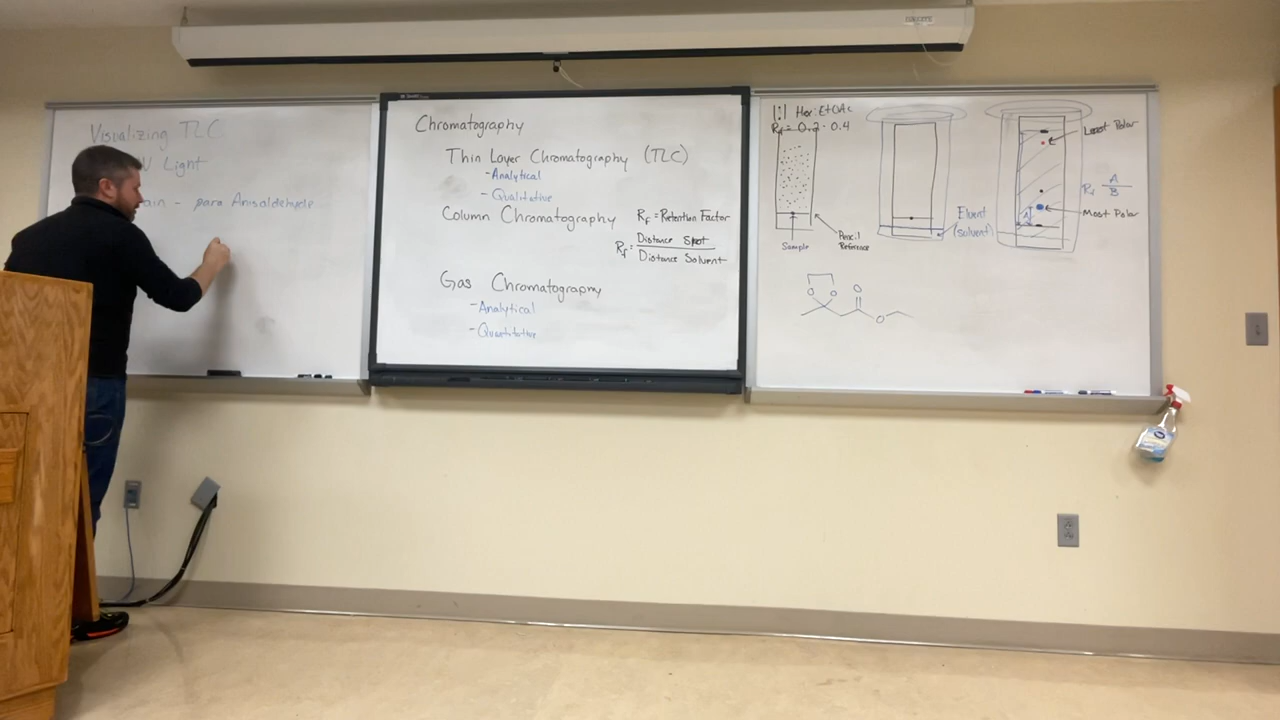 Visualizing TLC
Light
- para Anisaldehyde
Chromatography
Thin Layer Chromatography (TLC)
- Analytical
- Qualitative
Column Chromatography
Rf = Retention Factor
Rf = Distance Spot
Distance Solvent
Gas Chromatography
- Analytical
- Quantitative
1:1 Hex:EtOAc
Rf = 0.2-0.4
Sample
Pencil
Reference
Eluent
(solvent)
Least Polar
Rf A
B
Most Polar
A
O O O
O